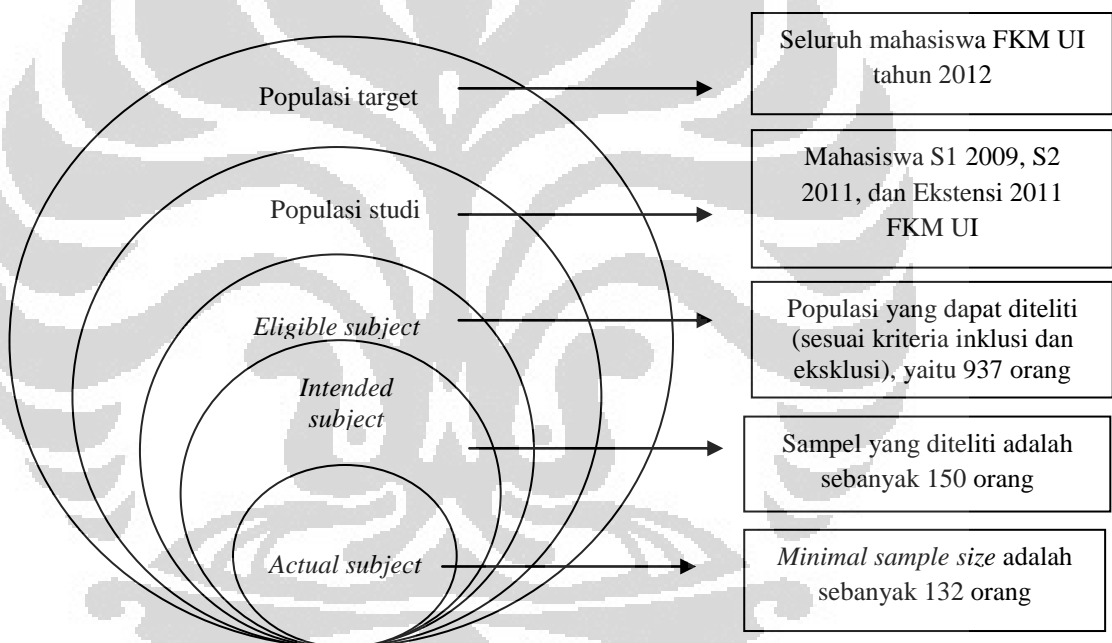 Populasi target
Seluruh mahasiswa FKM UI
tahun 2012
Populasi studi
Mahasiswa S1 2009, S2
2011, dan Ekstensi 2011
FKM UI
Eligible subject
Populasi yang dapat diteliti
(sesuai kriteria inklusi dan
eksklusi), yaitu 937 orang
Intended
subject
Sampel yang diteliti adalah
sebanyak 150 orang
Actual subject
Minimal sample size adalah
sebanyak 132 orang